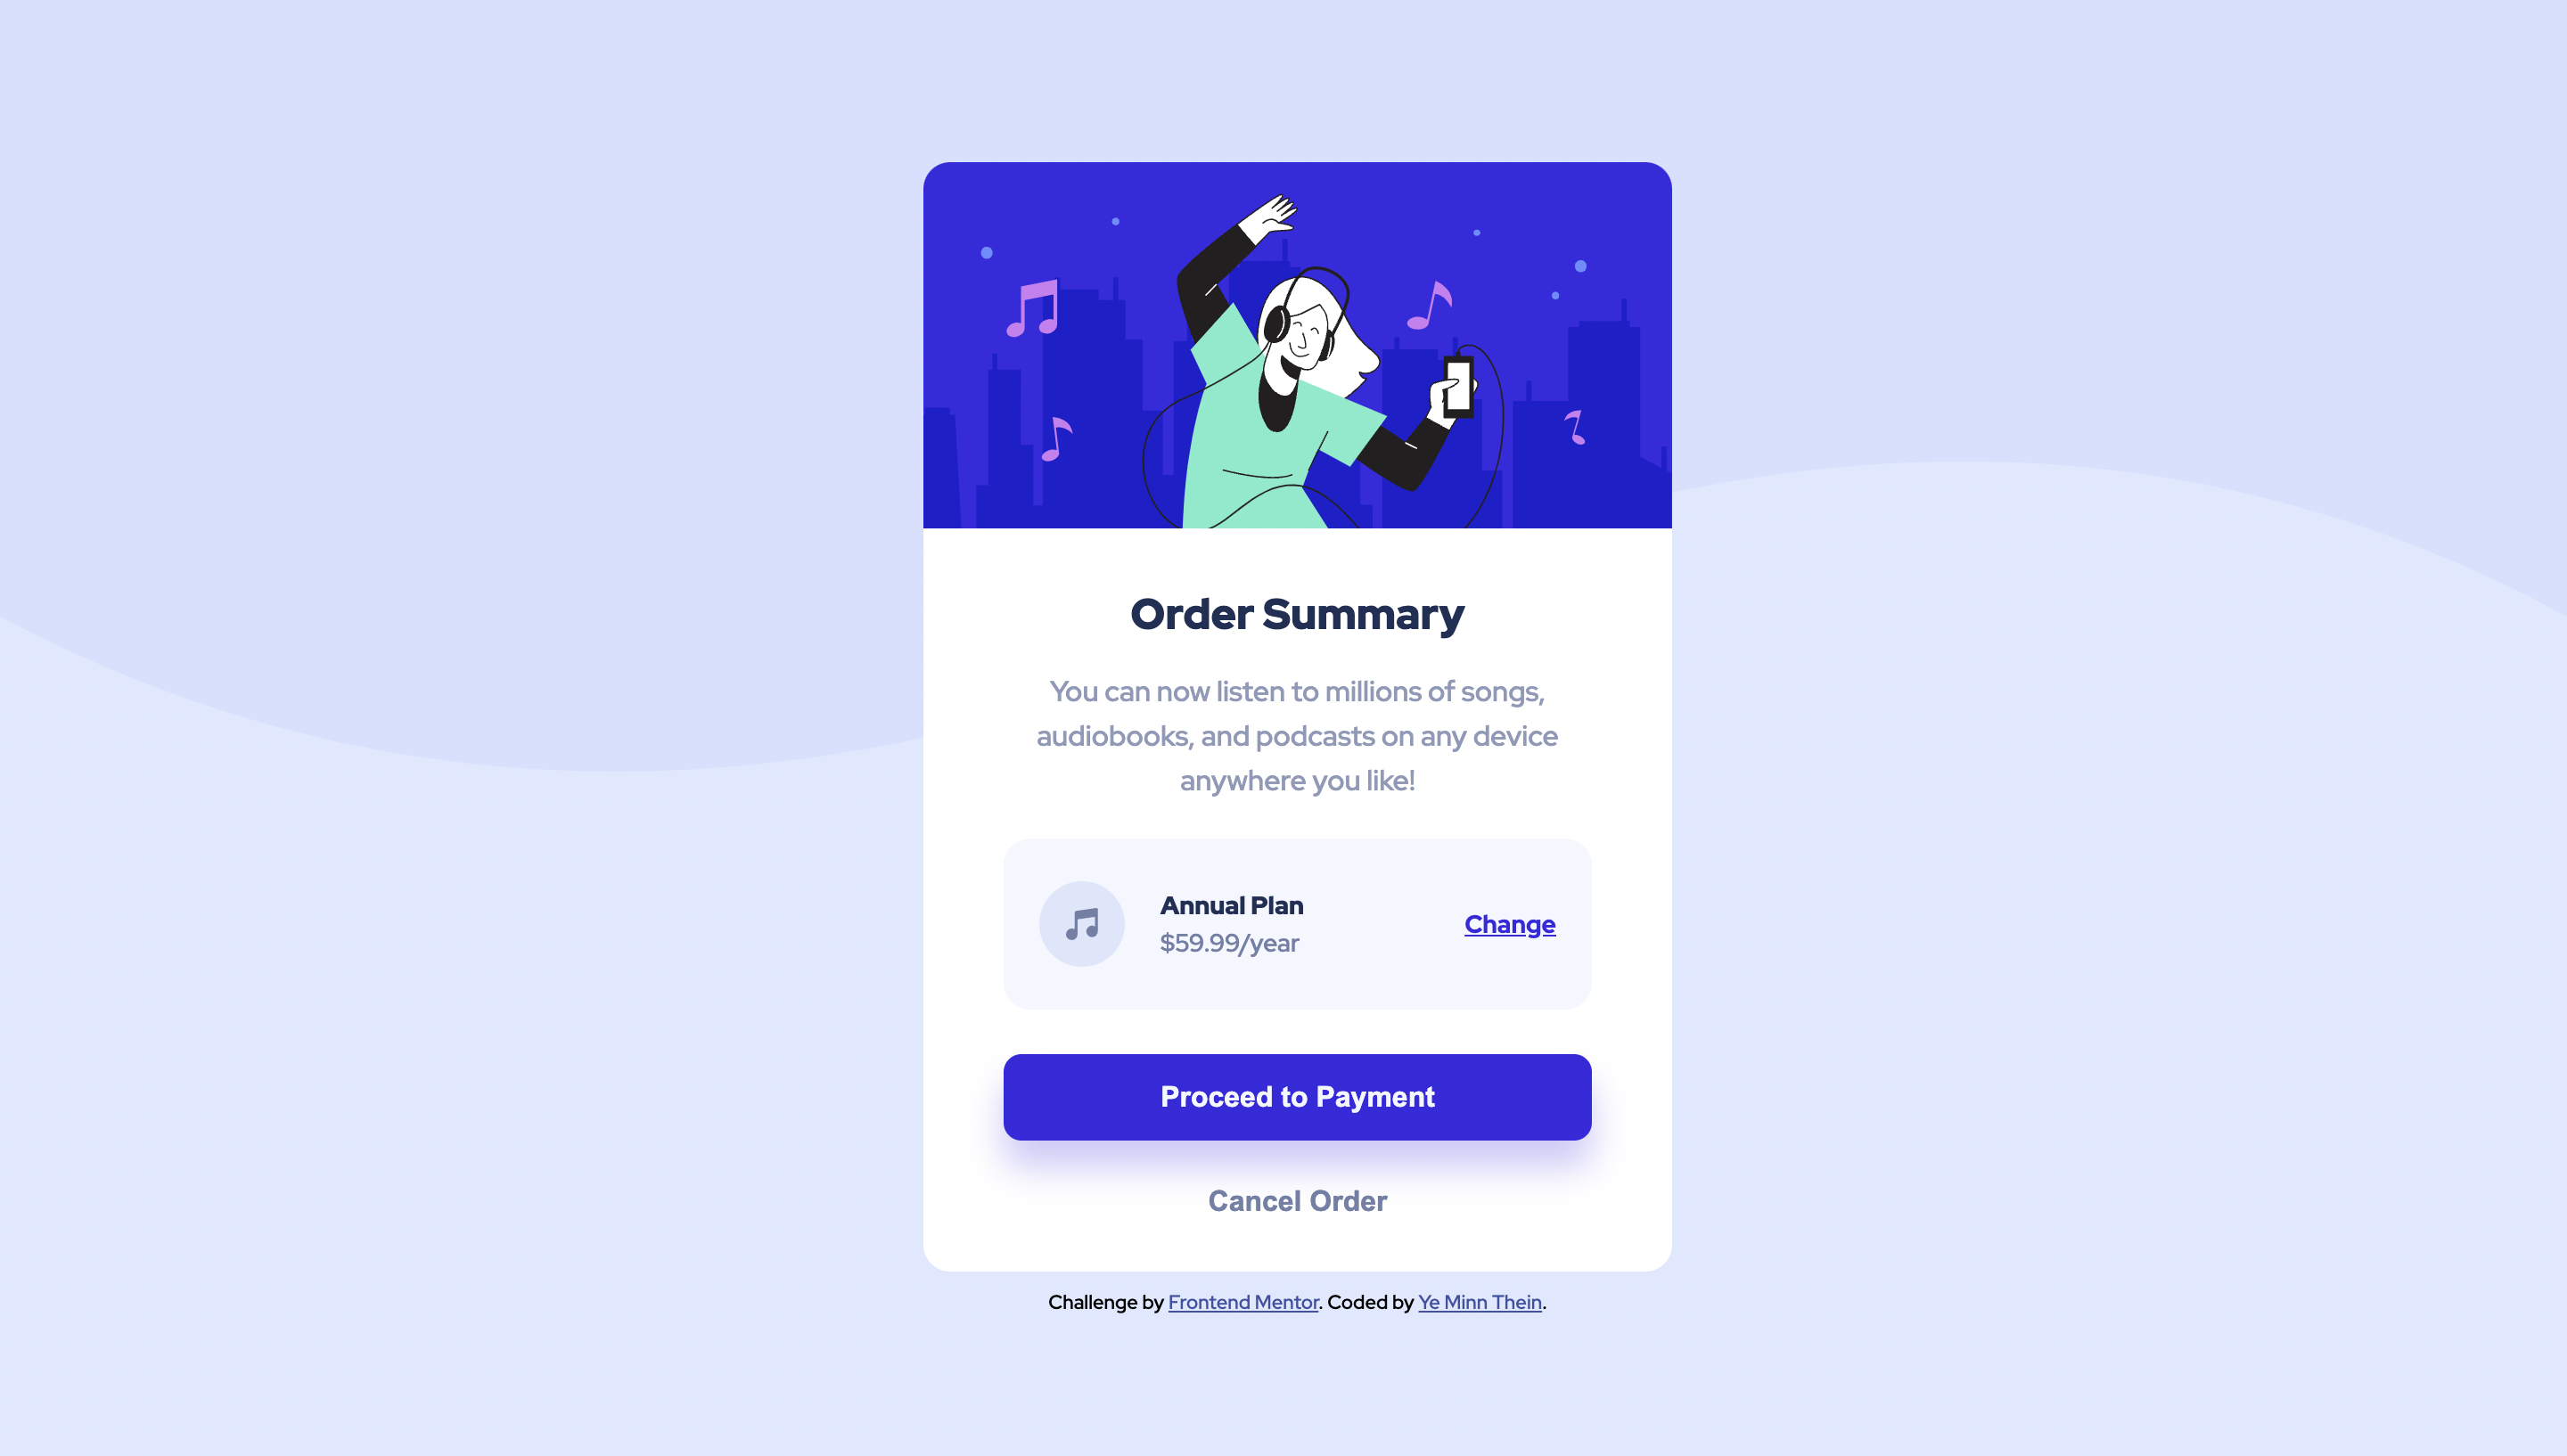 Order Summary
You can now listen to millions of songs,
audiobooks, and podcasts on any device
anywhere you like!
Annual Plan
$59.99/year
Change
Proceed to Payment
Cancel Order
Challenge by Frontend Mentor. Coded by Ye Minn Thein.